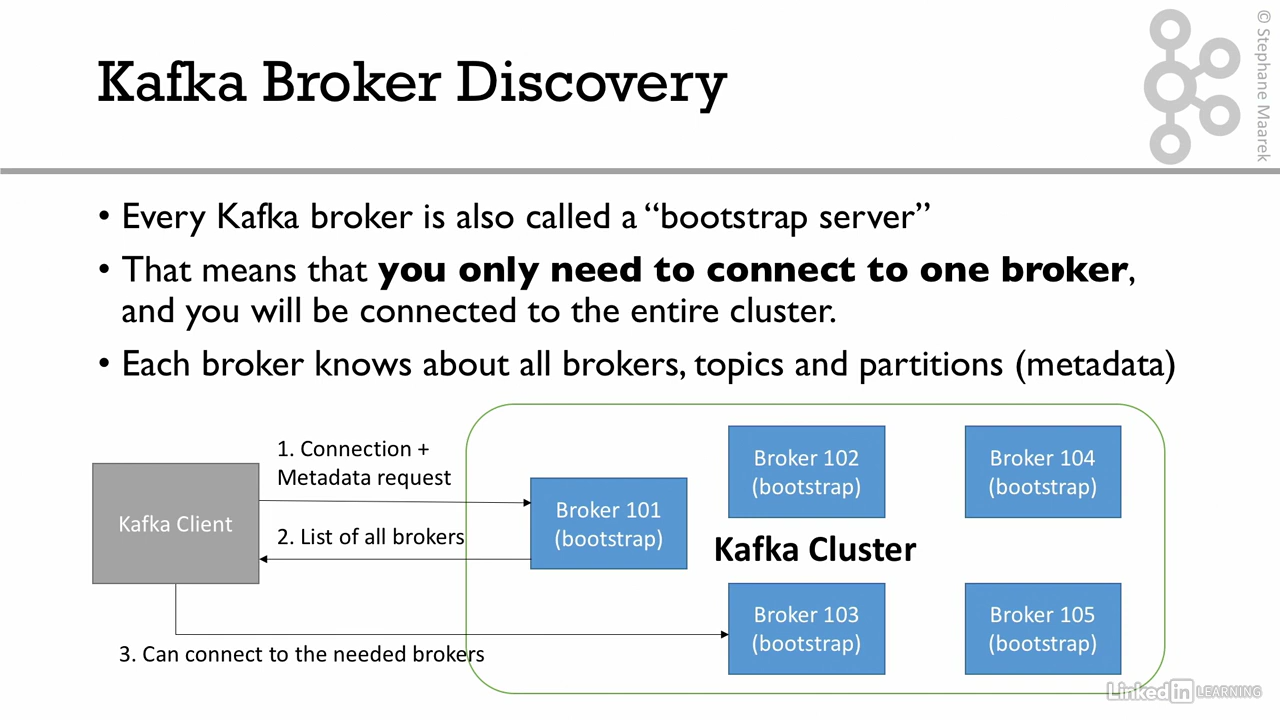 Kafka Broker Discovery
© Stephane Maarek
• Every Kafka broker is also called a “bootstrap server”
• That means that you only need to connect to one broker,
and you will be connected to the entire cluster.
• Each broker knows about all brokers, topics and partitions (metadata)
Kafka Client
1. Connection +
Metadata request
2. List of all brokers
3. Can connect to the needed brokers
Broker 101
(bootstrap)
Broker 102
(bootstrap)
Broker 104
(bootstrap)
Kafka Cluster
Broker 103
(bootstrap)
Broker 105
(bootstrap)
LinkedIn LEARNING